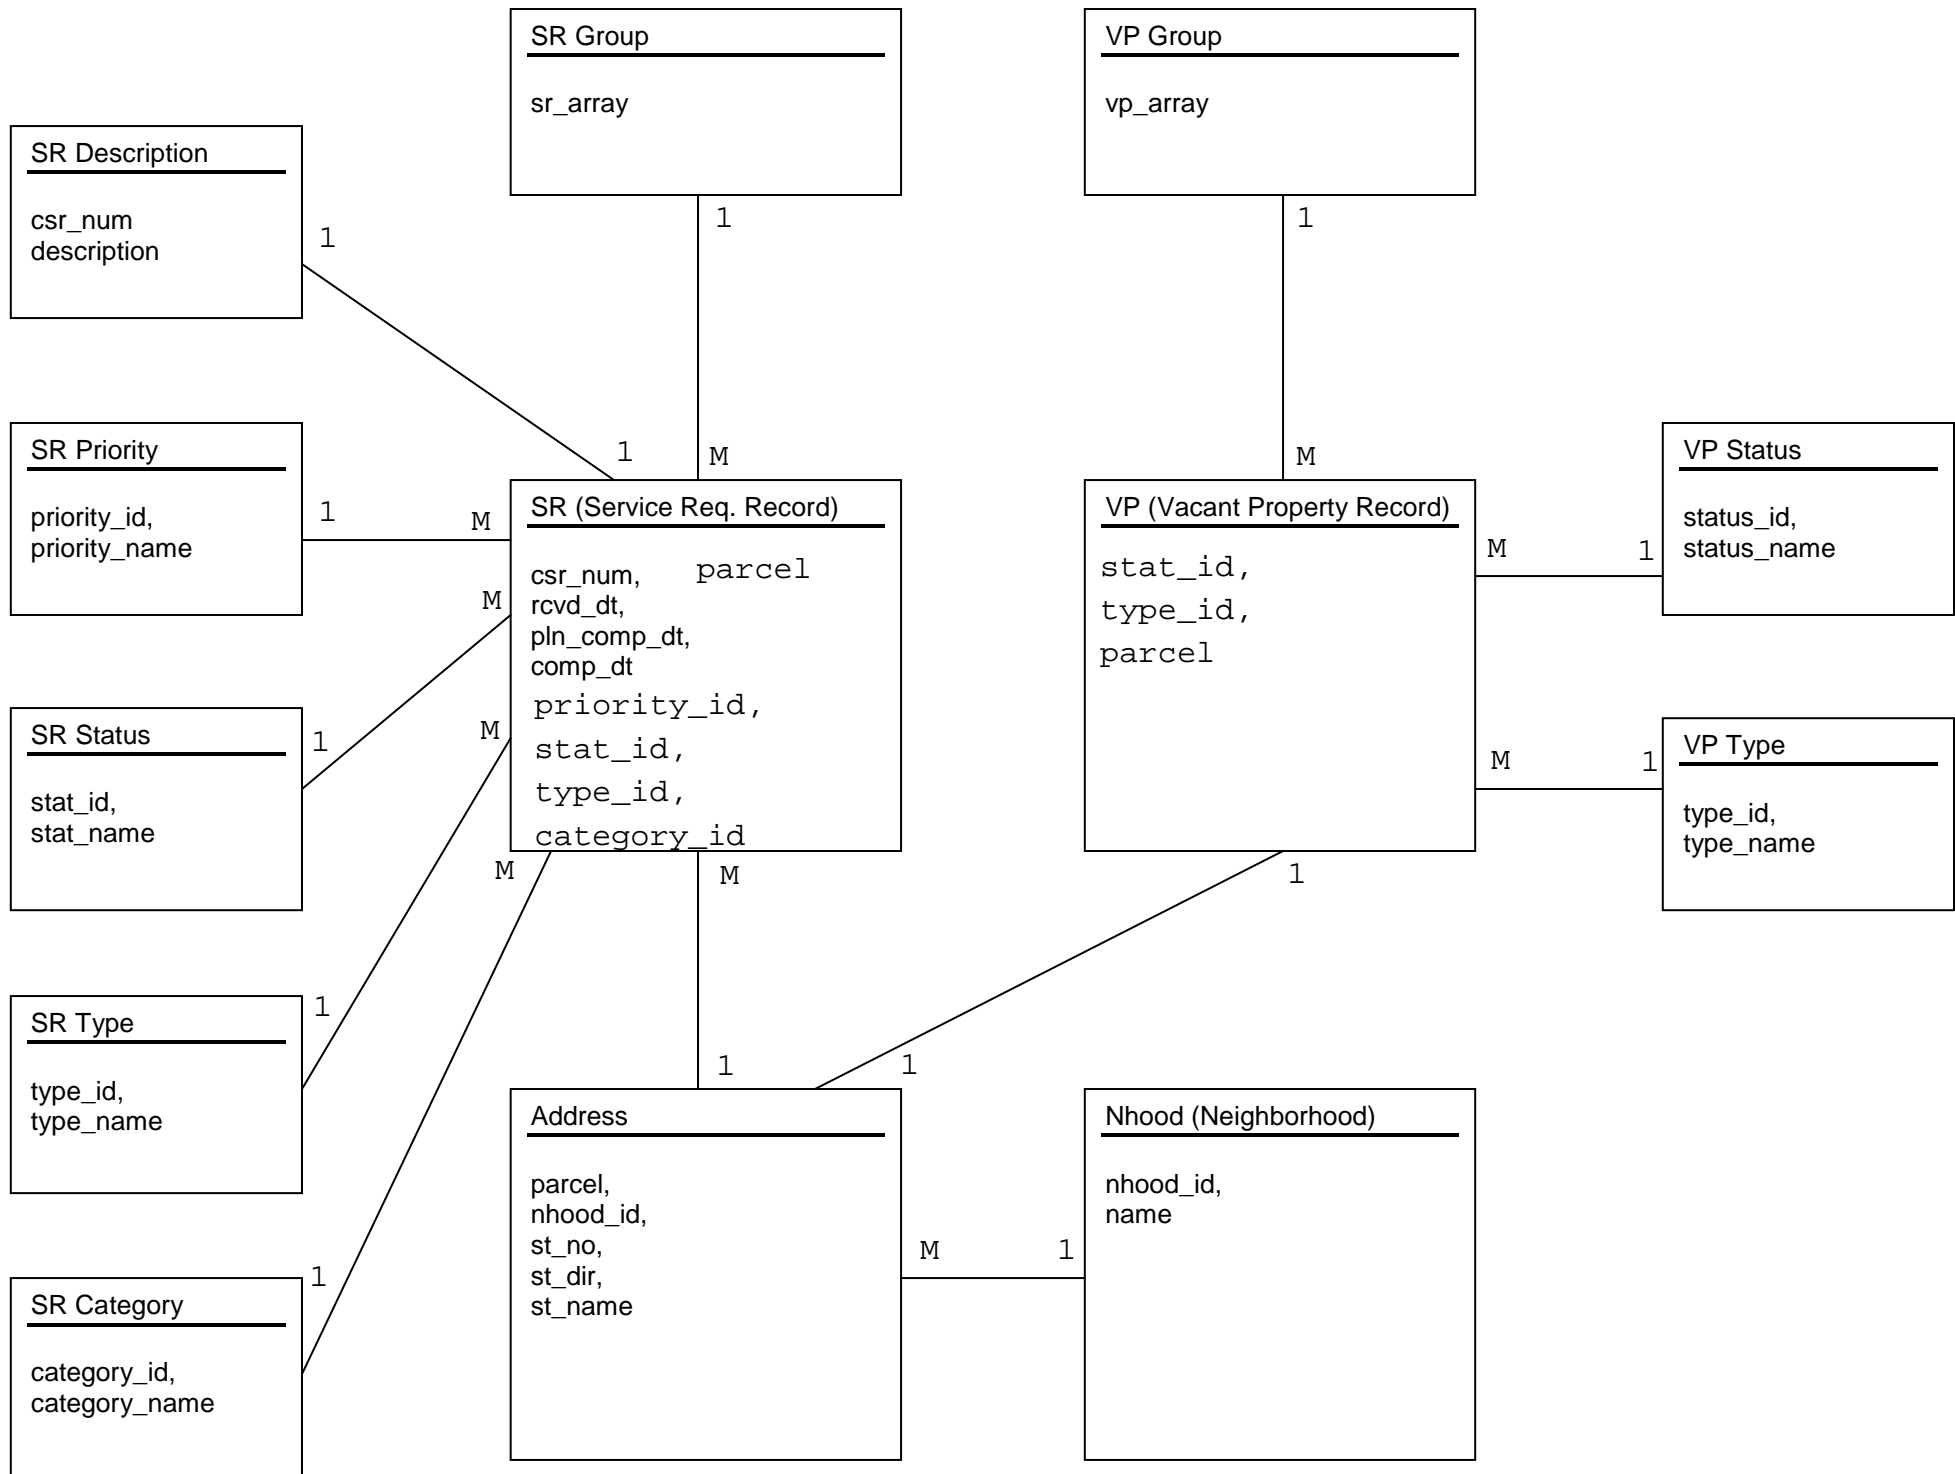 SR Group
sr_array
1
M
VP Group
vp_array
1
M
SR Description
csr_num
description
1
1
SR Priority
priority_id,
priority_name
1
M
SR Status
stat_id,
stat_name
1
M
SR Type
type_id,
type_name
1
M
SR Category
category_id,
category_name
1
M
SR (Service Req. Record)
csr_num, parcel
rcvd_dt,
pln_comp_dt,
comp_dt
priority_id,
stat_id,
type_id,
category_id
M
1
VP (Vacant Property Record)
stat_id,
type_id,
parcel
1
1
VP Status
status_id,
status_name
M
1
VP Type
type_id,
type_name
M
1
Address
parcel,
nhood_id,
st_no,
st_dir,
st_name
M
1
Nhood (Neighborhood)
nhood_id,
name